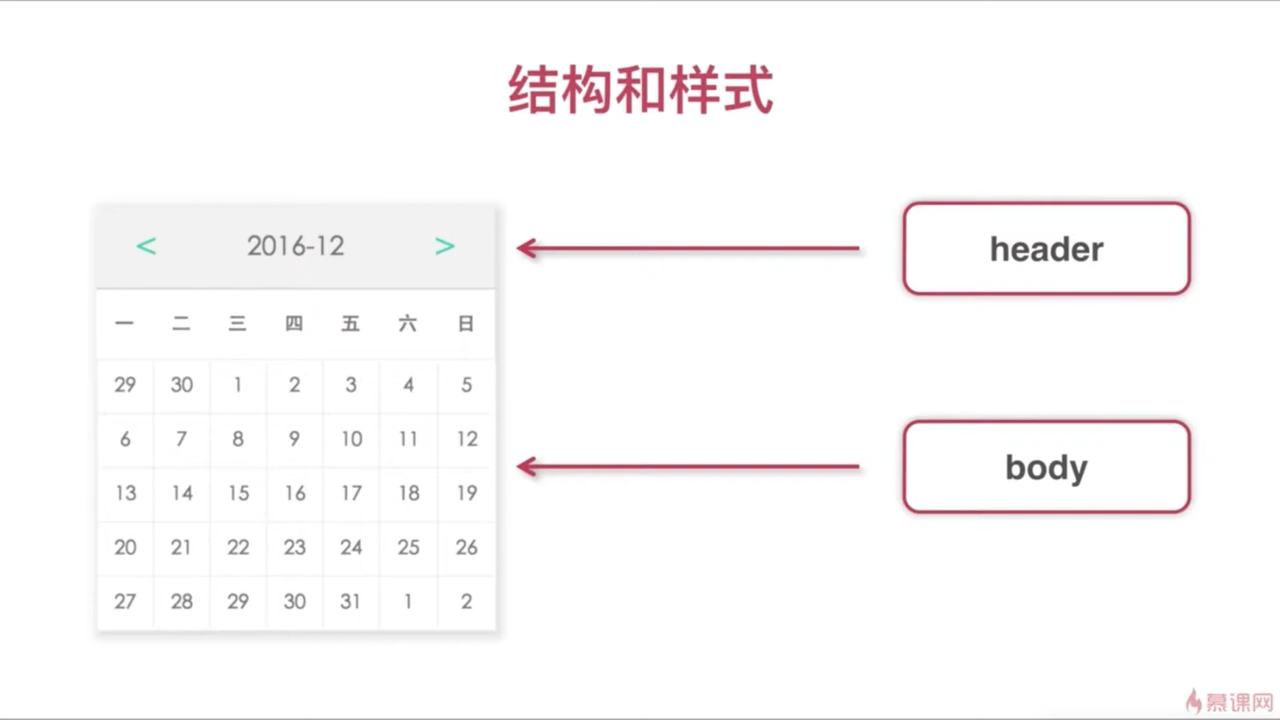 结构和样式
< 2016-12 >
header
一 二 三 四 五 六 日
29 30 1 2 3 4 5
6 7 8 9 10 11 12
body
13 14 15 16 17 18 19
20 21 22 23 24 25 26
27 28 29 30 31 1 2
慕课网